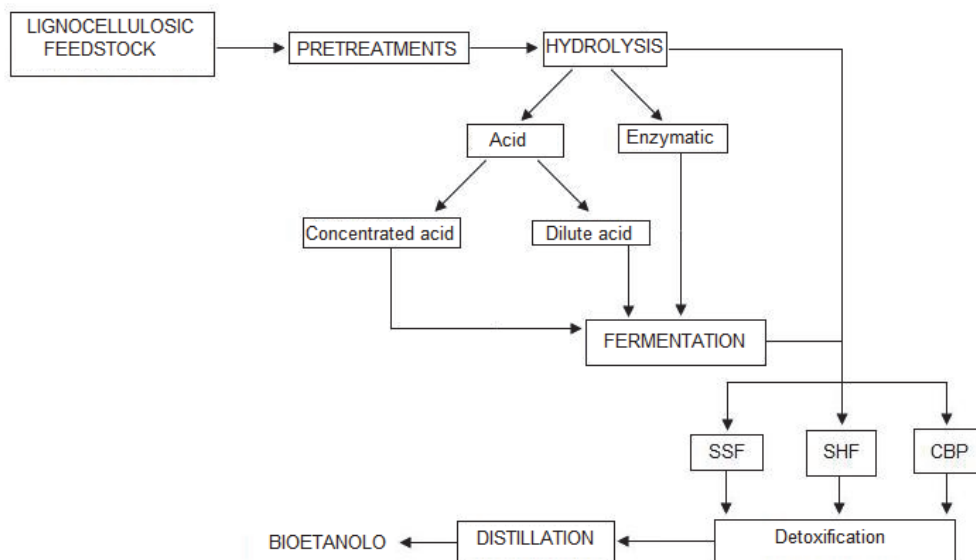 LIGNOCELLULOSIC
FEEDSTOCK
PRETREATMENTS
HYDROLYSIS
Acid
Enzymatic
Concentrated acid
Dilute acid
FERMENTATION
SSF
SHF
CBP
BIOETANOLO
DISTILLATION
Detoxification